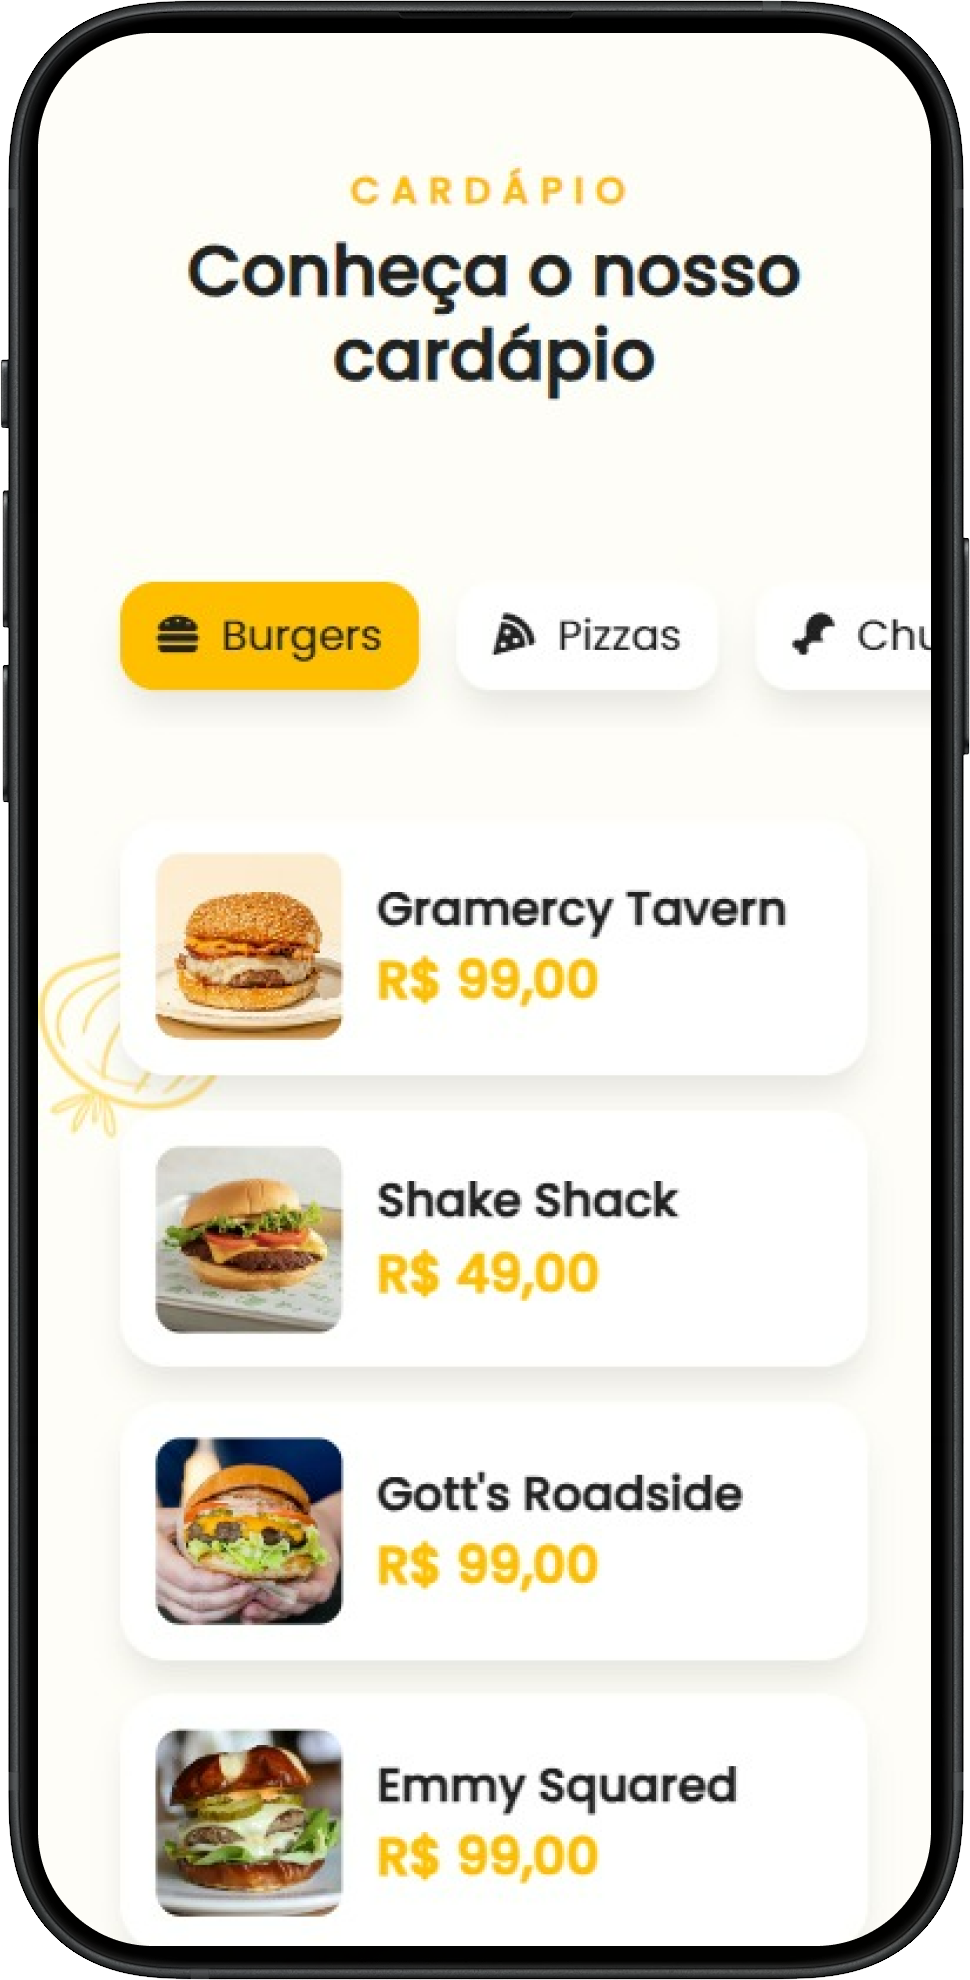 CARDÁPIO
Conheça o nosso
cardápio
Burgers
Pizzas
Gramercy Tavern
R$ 99,00
Shake Shack
R$ 49,00
Gott's Roadside
R$ 99,00
Emmy Squared
R$ 99,00